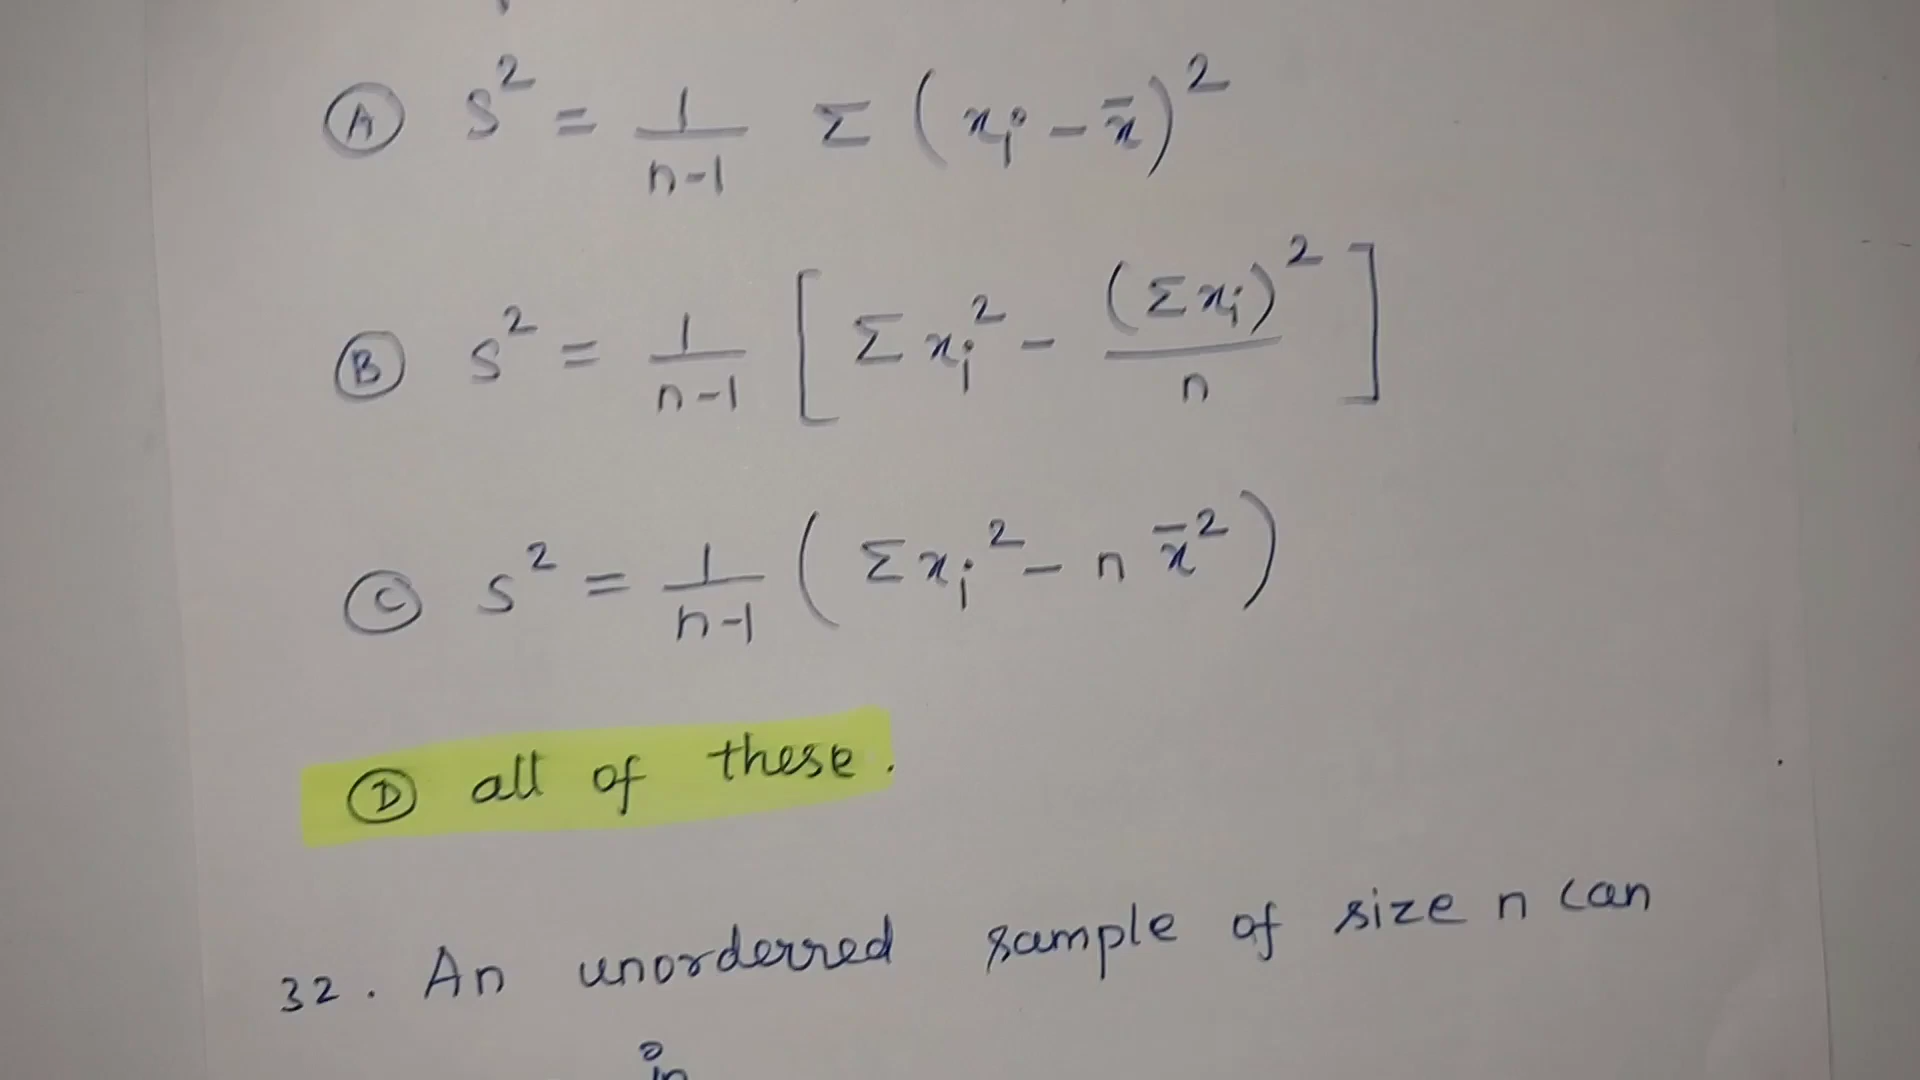 (A) S² = 1/(n-1) Σ (xᵢ - x̄)²
(B) S² = 1/(n-1) [Σ xᵢ² - (Σ xᵢ)²/n]
(C) S² = 1/(n-1) (Σ xᵢ² - n x̄²)
(D) all of these.
32. An unorderred sample of size n can
in